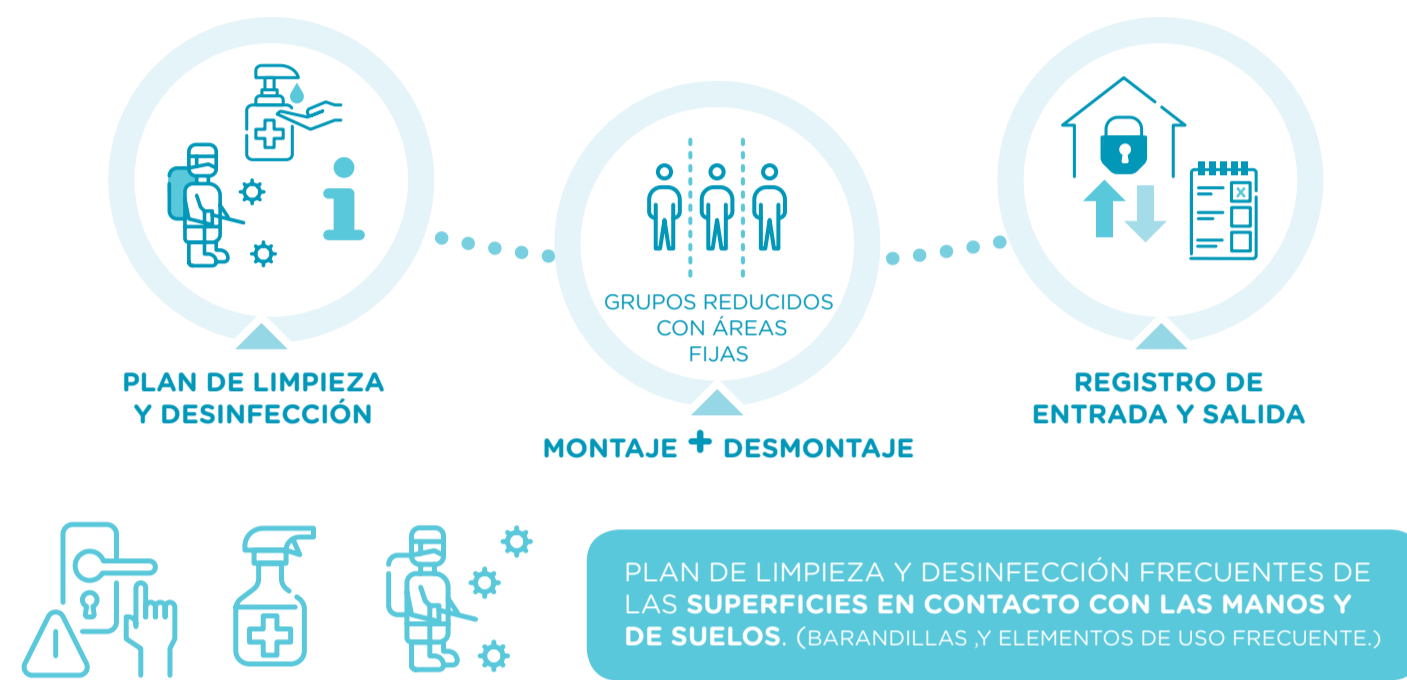 GRUPOS REDUCIDOS
CON ÁREAS
FIJAS
PLAN DE LIMPIEZA
Y DESINFECCIÓN
MONTAJE + DESMONTAJE
REGISTRO DE
ENTRADA Y SALIDA
PLAN DE LIMPIEZA Y DESINFECCIÓN FRECUENTES DE
LAS SUPERFICIES EN CONTACTO CON LAS MANOS Y
DE SUELOS. (BARANDILLAS ,Y ELEMENTOS DE USO FRECUENTE.)